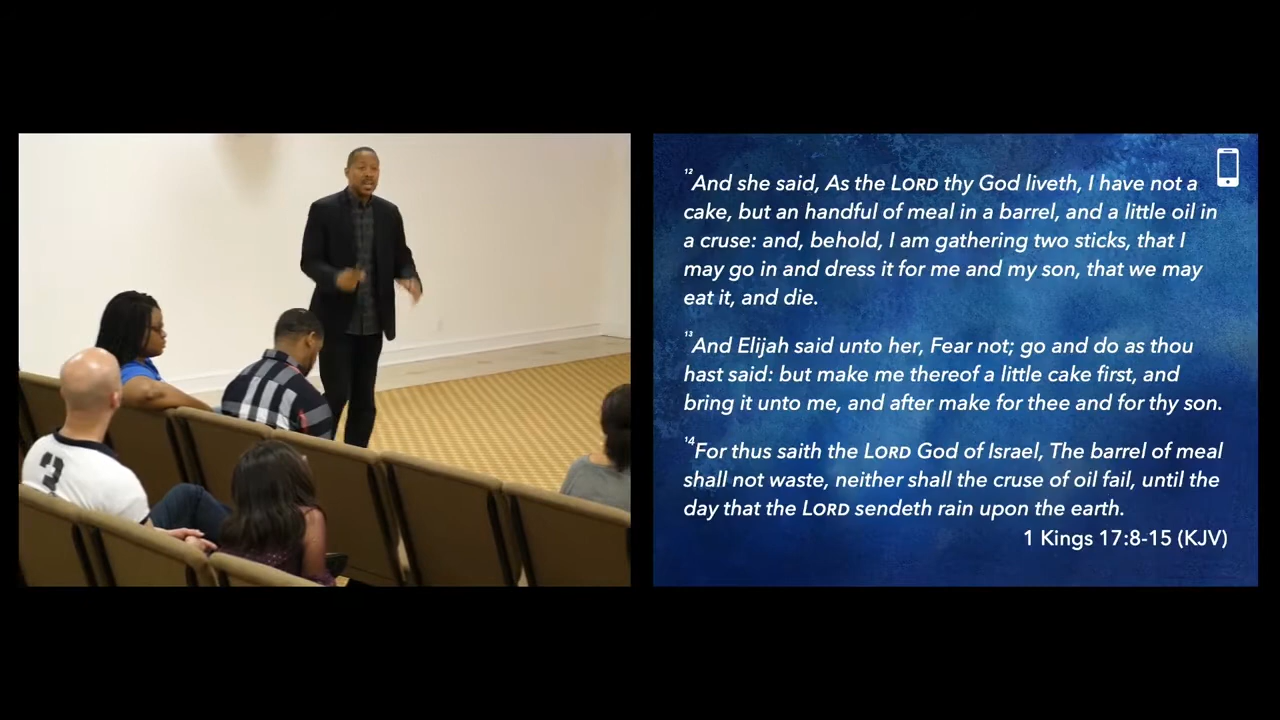 3
¹²And she said, As the LORD thy God liveth, I have not a
cake, but an handful of meal in a barrel, and a little oil in
a cruse: and, behold, I am gathering two sticks, that I
may go in and dress it for me and my son, that we may
eat it, and die.
¹³And Elijah said unto her, Fear not; go and do as thou
hast said: but make me thereof a little cake first, and
bring it unto me, and after make for thee and for thy son.
¹⁴For thus saith the LORD God of Israel, The barrel of meal
shall not waste, neither shall the cruse of oil fail, until the
day that the LORD sendeth rain upon the earth.
1 Kings 17:8-15 (KJV)